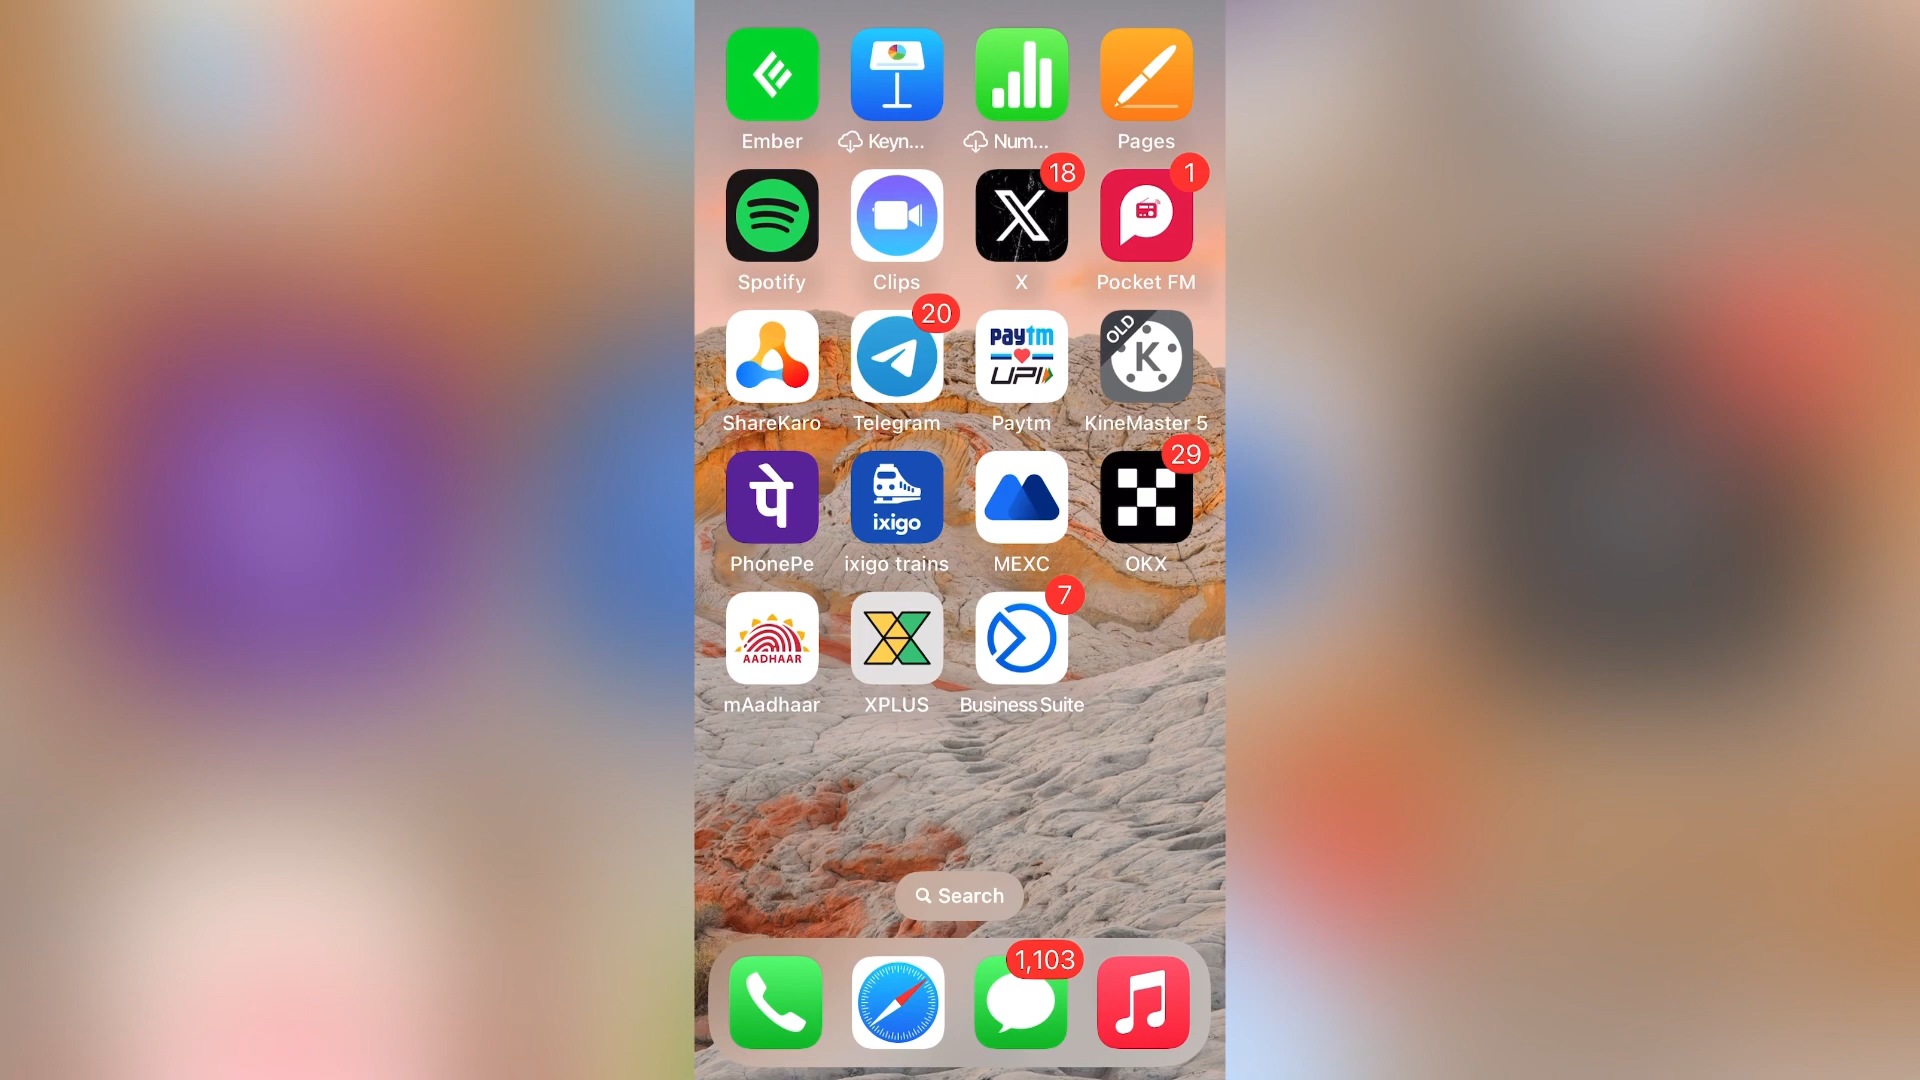 Ember
Keyn...
Num...
Pages
18
1
Spotify
Clips
X
Pocket FM
20
paytm
UPI
OLD
K
ShareKaro
Telegram
Paytm
KineMaster 5
29
पे
ixigo
PhonePe
ixigo trains
MEXC
OKX
7
AADHAAR
mAadhaar
XPLUS
Business Suite
Search
1,103